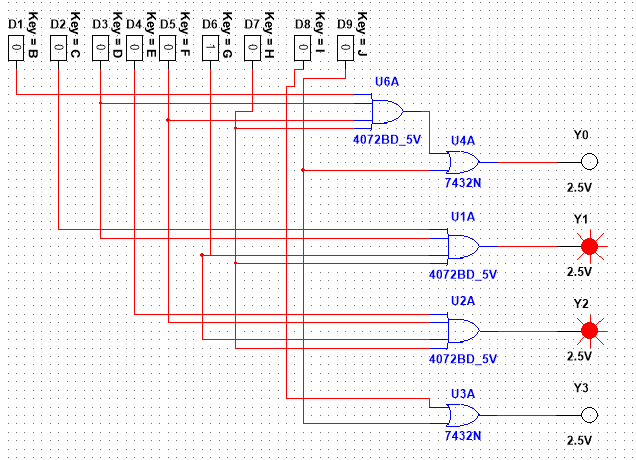 D1 D2 D3 D4 D5 D6 D7 D8 D9
0 0 0 0 0 1 0 0 0
Key = B
Key = C
Key = D
Key = E
Key = F
Key = G
Key = H
Key = I
Key = J
U6A
4072BD_5V
U4A
7432N
Y0
2.5V
U1A
4072BD_5V
Y1
2.5V
U2A
4072BD_5V
Y2
2.5V
U3A
7432N
Y3
2.5V